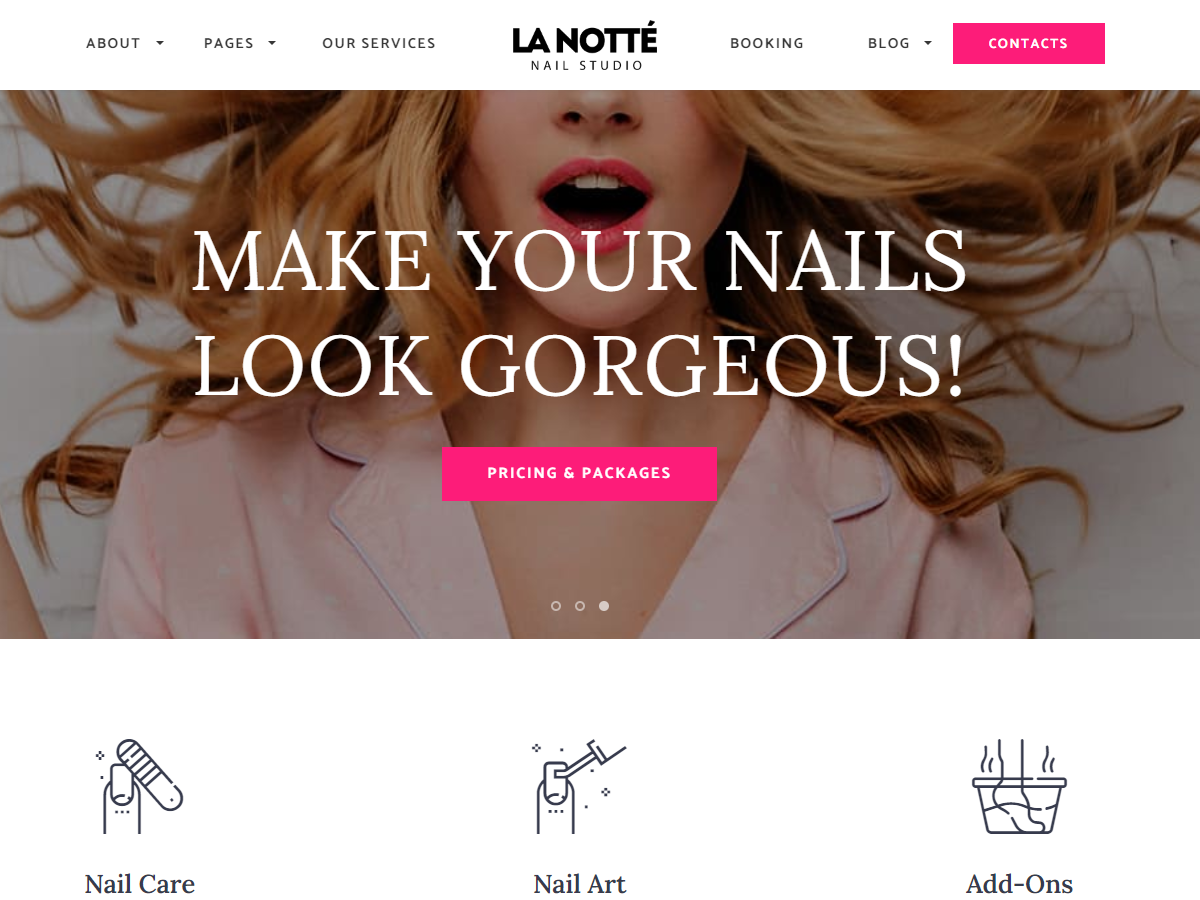 ABOUT
PAGES
OUR SERVICES
LA NOTTÉ
NAIL STUDIO
BOOKING
BLOG
CONTACTS
MAKE YOUR NAILS
LOOK GORGEOUS!
PRICING & PACKAGES
Nail Care
Nail Art
Add-Ons